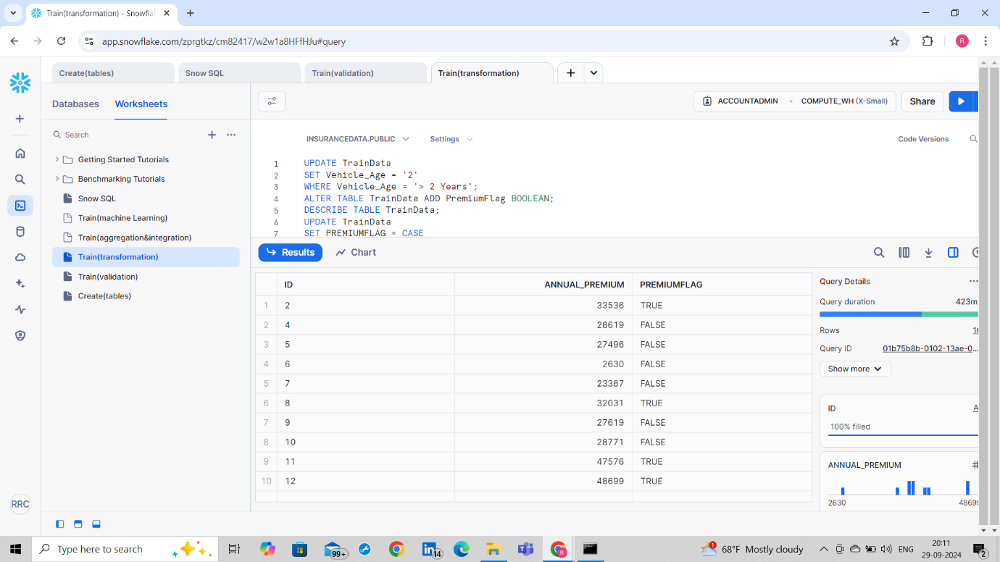 Train(transformation) - Snowfla
app.snowflake.com/zprgtkz/cm82417/w2w1a8HFfHJu#query
R
Create(tables)
Snow SQL
Train(validation)
Train(transformation)
Databases
Worksheets
ACCOUNTADMIN
COMPUTE_WH (X-Small)
Share
Search
INSURANCEDATA.PUBLIC
Settings
Code Versions
Getting Started Tutorials
Benchmarking Tutorials
Snow SQL
Train(machine Learning)
Train(aggregation&integration)
Train(transformation)
Train(validation)
Create(tables)
1 UPDATE TrainData
2 SET Vehicle_Age = '2'
3 WHERE Vehicle_Age = '> 2 Years';
4 ALTER TABLE TrainData ADD PremiumFlag BOOLEAN;
5 DESCRIBE TABLE TrainData;
6 UPDATE TrainData
7 SET PREMIUMFLAG = CASE
Results
Chart
ID ANNUAL_PREMIUM PREMIUMFLAG
1 2 33536 TRUE
2 4 28619 FALSE
3 5 27496 FALSE
4 6 2630 FALSE
5 7 23367 FALSE
6 8 32031 TRUE
7 9 27619 FALSE
8 10 28771 FALSE
9 11 47576 TRUE
10 12 48699 TRUE
Query Details
Query duration 423m
Rows
Query ID 01b75b8b-0102-13ae-0...
Show more
ID
100% filled
ANNUAL_PREMIUM #
2630 48699
RRC
Type here to search
99+
14
R
1
68°F Mostly cloudy
ENG
20:11
29-09-2024
2